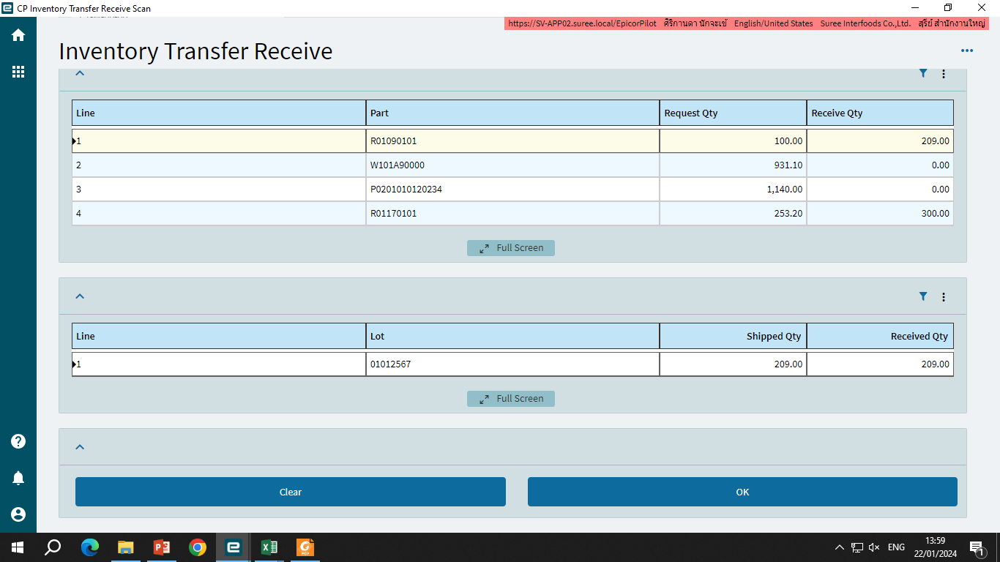 CP Inventory Transfer Receive Scan
https://SV-APP02.suree.local/EpicorPilot ศิริกานดา นักจะเข้ English/United States Suree Interfoods Co.,Ltd. สุรีย์ สำนักงานใหญ่
Inventory Transfer Receive
Line Part Request Qty Receive Qty
1 R01090101 100.00 209.00
2 W101A90000 931.10 0.00
3 P0201010120234 1,140.00 0.00
4 R01170101 253.20 300.00
Full Screen
Line Lot Shipped Qty Received Qty
1 01012567 209.00 209.00
Full Screen
Clear OK
ENG
13:59
22/01/2024
1